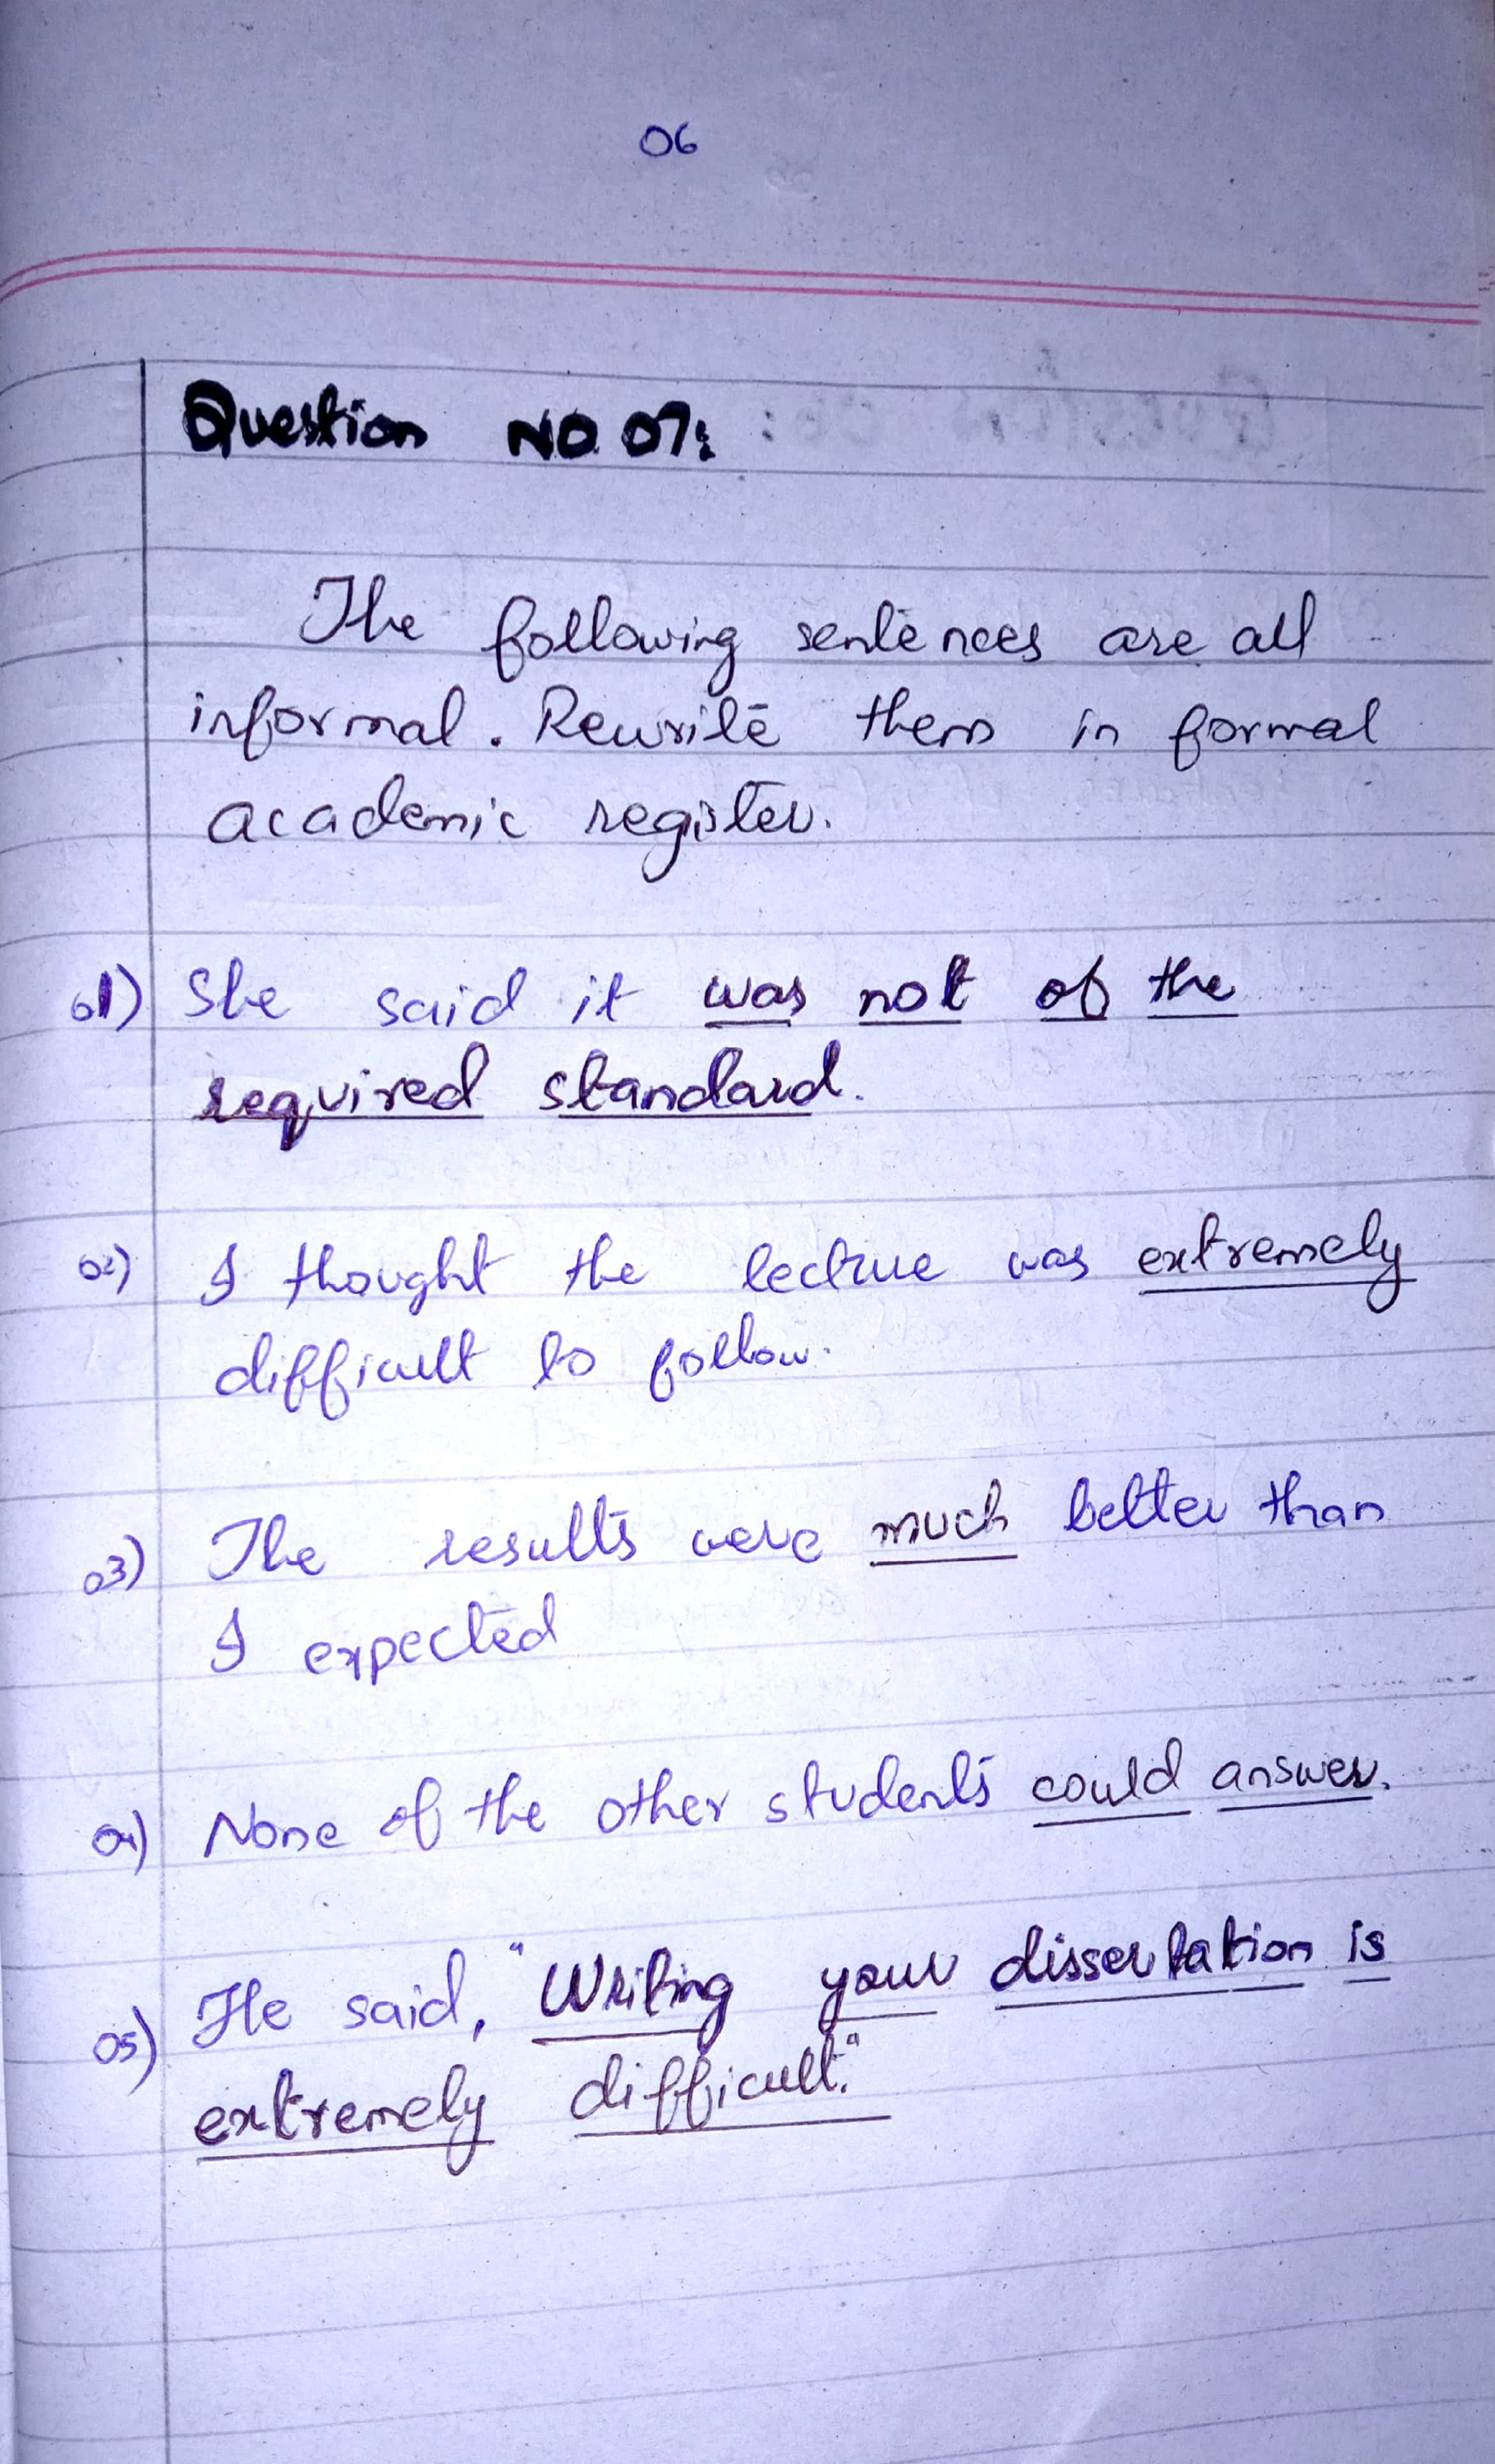 06
Question NO 07:
The following sentences are all
informal. Rewrite them in formal
academic register.
01) She said it was not of the
required standard.
02) I thought the lectrue was extremely
difficult to follow.
03) The results were much better than
I expected
04) None of the other students could answer.
05) He said, "Writing your dissertation is
extremely difficult."